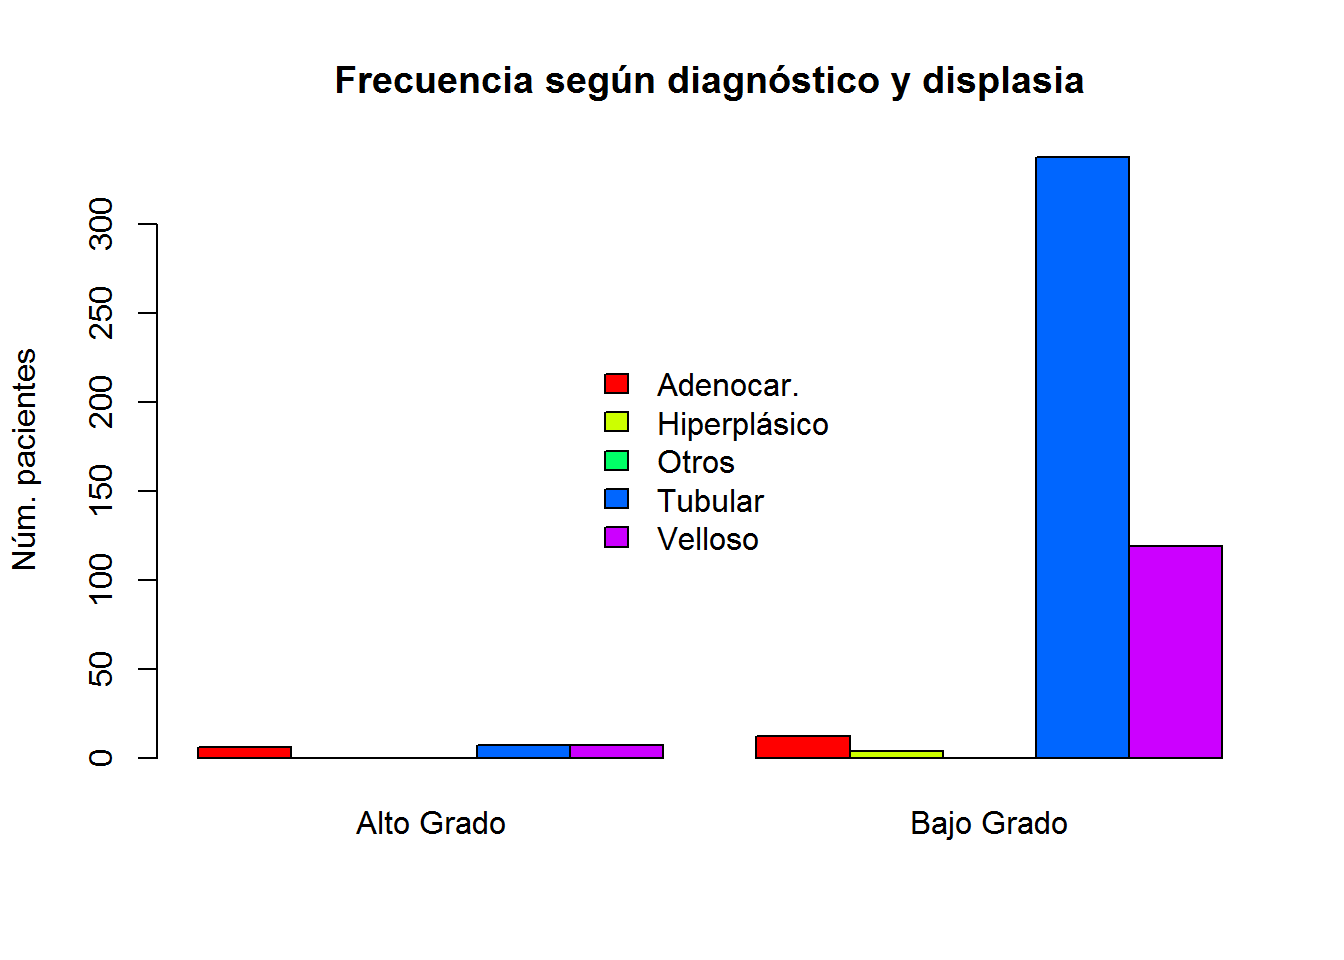 Frecuencia según diagnóstico y displasia
Núm. pacientes
300
250
200
150
100
50
0
Adenocar.
Hiperplásico
Otros
Tubular
Velloso
Alto Grado
Bajo Grado